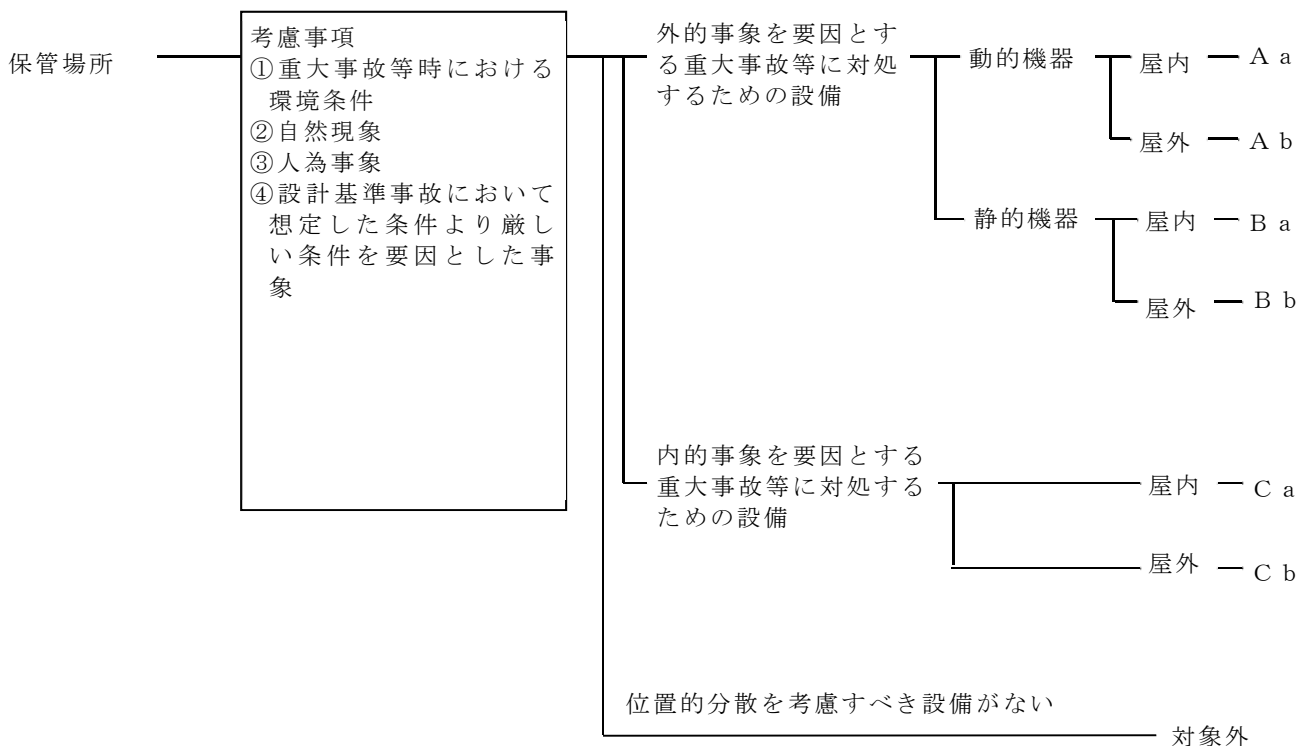 保管場所
考慮事項
①重大事故等時における
環境条件
②自然現象
③人為事象
④設計基準事故において
想定した条件より厳し
い条件を要因とした事
象
外的事象を要因とす
る重大事故等に対処
するための設備
動的機器
屋内
Aa
屋外
Ab
静的機器
屋内
Ba
屋外
Bb
内的事象を要因とする
重大事故等に対処する
ための設備
屋内
Ca
屋外
Cb
位置的分散を考慮すべき設備がない
対象外